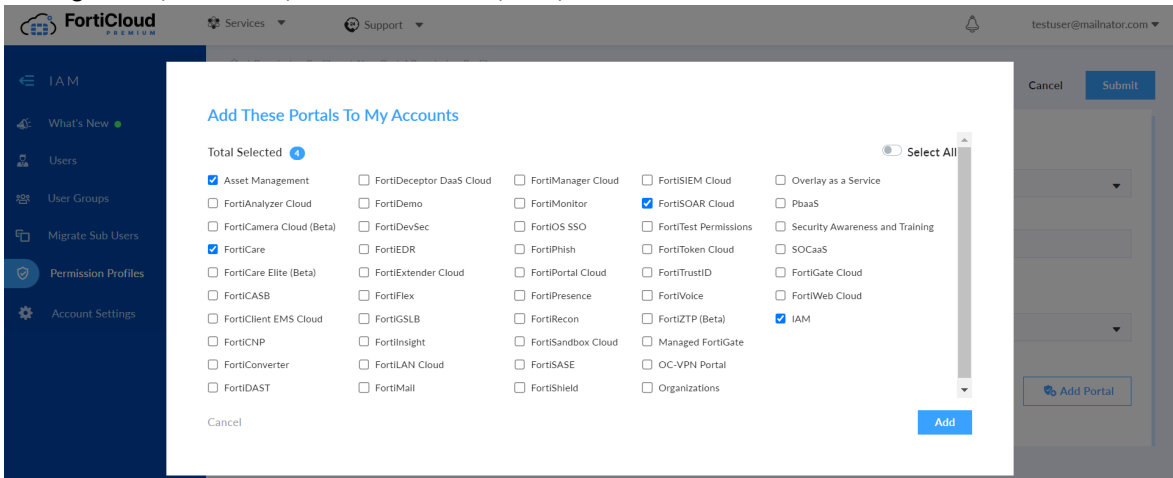 FortiCloud
PREMIUM
Services
Support
testuser@mailnator.com
IAM
Cancel
Submit
What's New
Users
User Groups
Migrate Sub Users
Permission Profiles
Account Settings
Add Portal
Add These Portals To My Accounts
Total Selected 4
Select All
Asset Management FortiDeceptor DaaS Cloud FortiManager Cloud FortiSIEM Cloud Overlay as a Service
FortiAnalyzer Cloud FortiDemo FortiMonitor FortiSOAR Cloud PbaaS
FortiCamera Cloud (Beta) FortiDevSec FortiOS SSO FortiTest Permissions Security Awareness and Training
FortiCare FortiEDR FortiPhish FortiToken Cloud SOCaaS
FortiCare Elite (Beta) FortiExtender Cloud FortiPortal Cloud FortiTrustID FortiGate Cloud
FortiCASB FortiFlex FortiPresence FortiVoice FortiWeb Cloud
FortiClient EMS Cloud FortiGSLB FortiRecon FortiZTP (Beta) IAM
FortiCNP FortiInsight FortiSandbox Cloud Managed FortiGate
FortiConverter FortiLAN Cloud FortiSASE OC-VPN Portal
FortiDAST FortiMail FortiShield Organizations
Cancel
Add